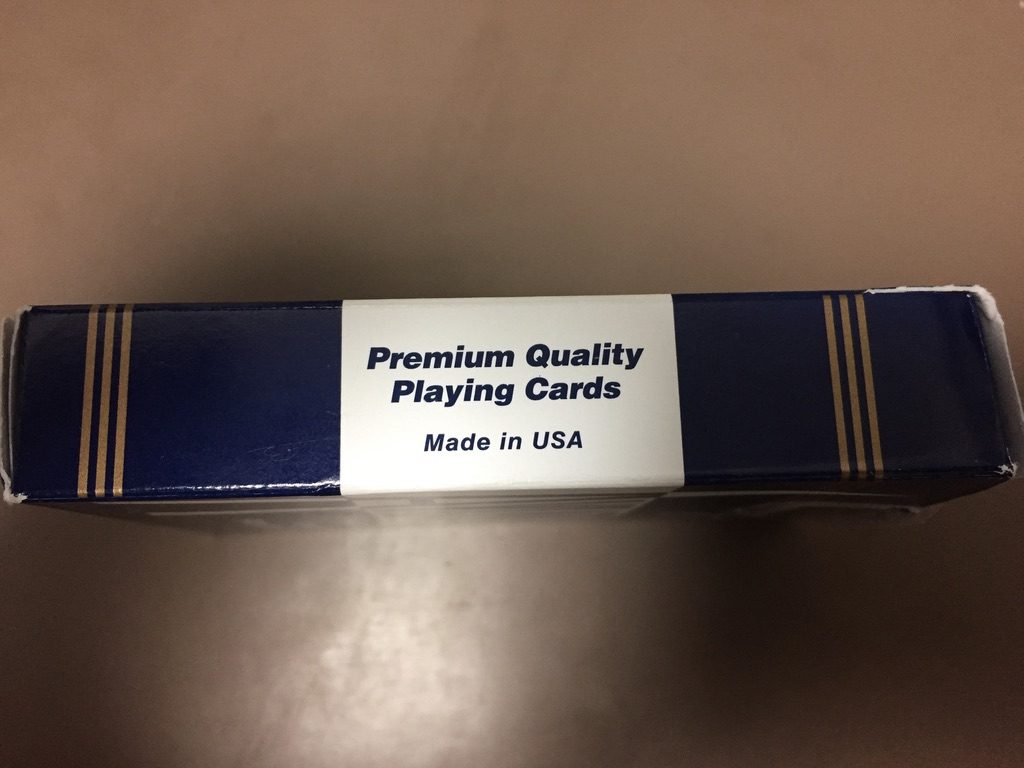 Premium Quality
Playing Cards
Made in USA